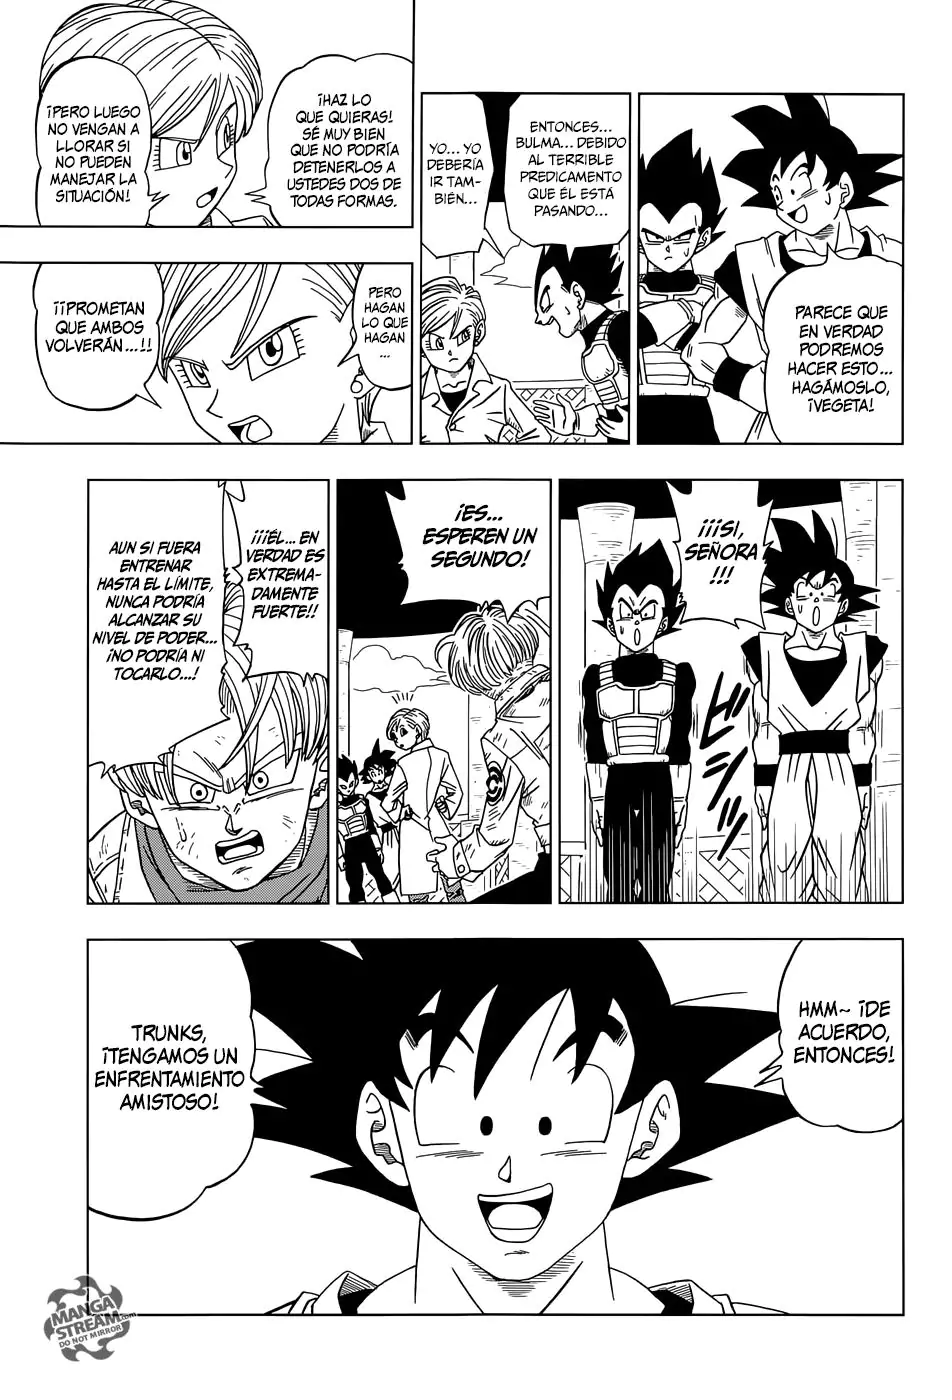 PARECE QUE
EN VERDAD
PODREMOS
HACER ESTO...
HAGÁMOSLO,
¡VEGETA!
ENTONCES...
BULMA... DEBIDO
AL TERRIBLE
PREDICAMENTO
QUE ÉL ESTÁ
PASANDO...
YO... YO
DEBERÍA
IR TAM-
BIÉN...
¡HAZ LO
QUE QUIERAS!
SÉ MUY BIEN
QUE NO PODRÍA
DETENERLOS A
USTEDES DOS DE
TODAS FORMAS.
¡PERO LUEGO
NO VENGAN A
LLORAR SI
NO PUEDEN
MANEJAR LA
SITUACIÓN!
PERO
HAGAN
LO QUE
HAGAN
...
¡¡PROMETAN
QUE AMBOS
VOLVERÁN...!!
¡¡¡SI,
SEÑORA
!!!
ビシッ
¡ES...
ESPEREN UN
SEGUNDO!
¡¡¡ÉL... EN
VERDAD ES
EXTREMA-
DAMENTE
FUERTE!!
AUN SI FUERA
ENTRENAR
HASTA EL LÍMITE,
NUNCA PODRÍA
ALCANZAR SU
NIVEL DE PODER...
¡NO PODRÍA NI
TOCARLO...!
HMM~ ¡DE
ACUERDO,
ENTONCES!
TRUNKS,
¡TENGAMOS UN
ENFRENTAMIENTO
AMISTOSO!
MANGA
STREAM.com
DO NOT MIRROR